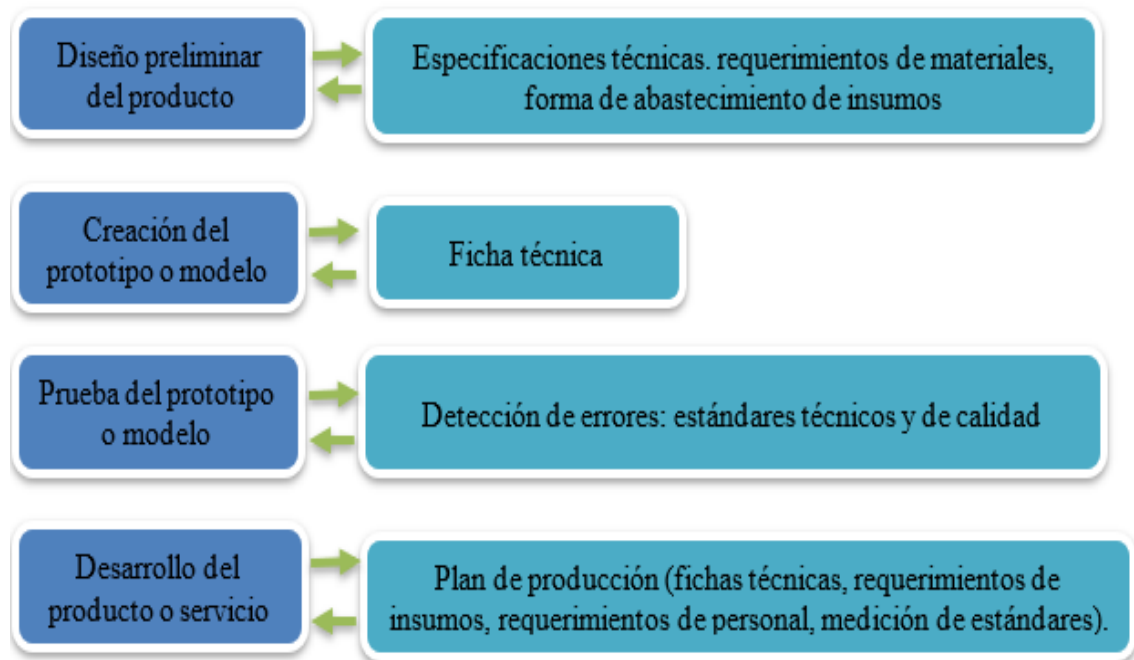 Diseño preliminar
del producto
Especificaciones técnicas. requerimientos de materiales,
forma de abastecimiento de insumos
Creación del
prototipo o modelo
Ficha técnica
Prueba del prototipo
o modelo
Detección de errores: estándares técnicos y de calidad
Desarrollo del
producto o servicio
Plan de producción (fichas técnicas, requerimientos de
insumos, requerimientos de personal, medición de estándares).